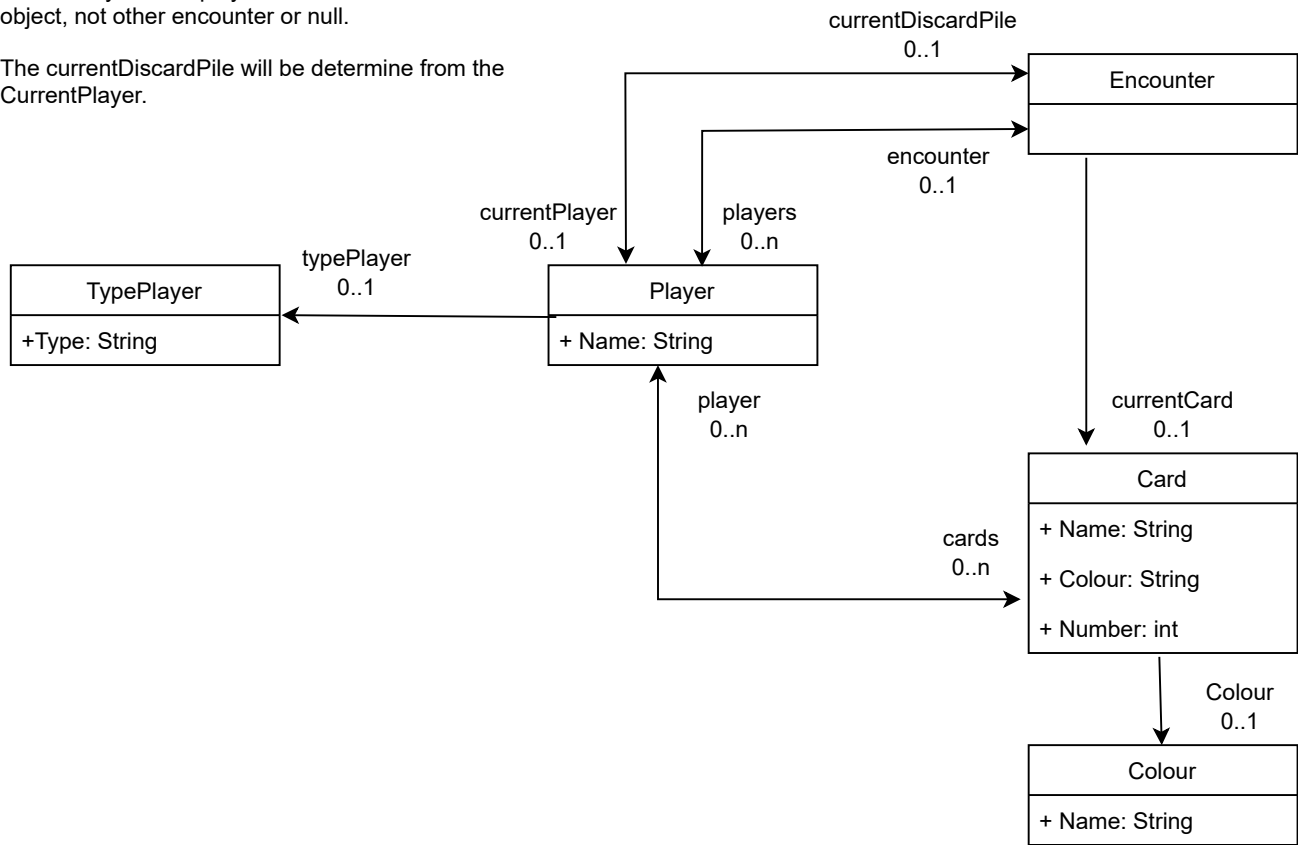 object, not other encounter or null.
The currentDiscardPile will be determine from the
CurrentPlayer.
currentDiscardPile
0..1
Encounter
encounter
0..1
currentPlayer
0..1
players
0..n
typePlayer
0..1
TypePlayer
+Type: String
Player
+ Name: String
player
0..n
currentCard
0..1
Card
+ Name: String
+ Colour: String
+ Number: int
cards
0..n
Colour
0..1
Colour
+ Name: String